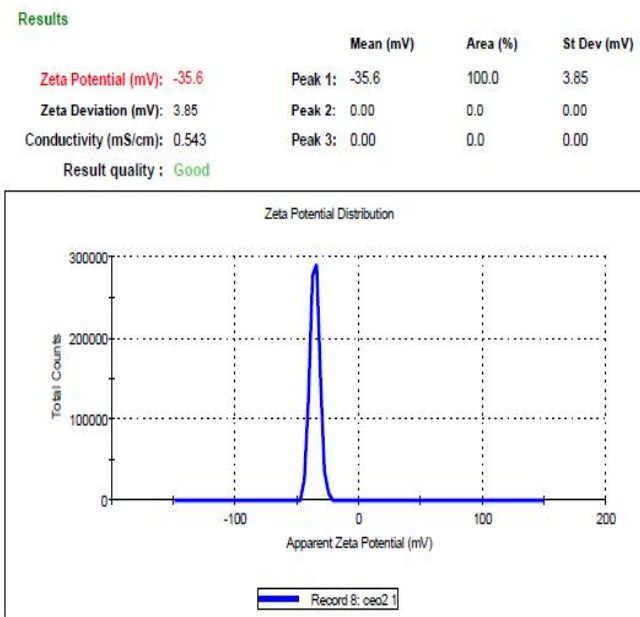 Results
Mean (mV) Area (%) St Dev (mV)
Zeta Potential (mV): -35.6 Peak 1: -35.6 100.0 3.85
Zeta Deviation (mV): 3.85 Peak 2: 0.00 0.0 0.00
Conductivity (mS/cm): 0.543 Peak 3: 0.00 0.0 0.00
Result quality : Good
Zeta Potential Distribution
300000
200000
100000
0
Total Counts
-100 0 100 200
Apparent Zeta Potential (mV)
Record 8: ceo2 1